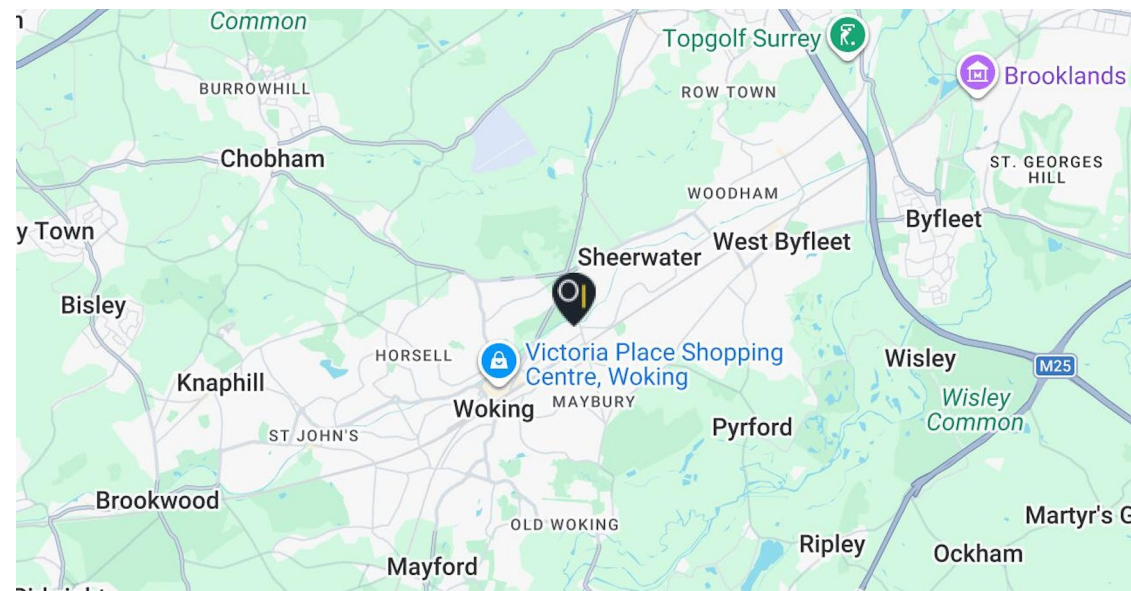 Common
Topgolf Surrey
Brooklands
BURROWHILL
ROW TOWN
Chobham
ST. GEORGES
HILL
WOODHAM
Byfleet
y Town
West Byfleet
Sheerwater
Bisley
Victoria Place Shopping
Centre, Woking
HORSELL
Wisley
M25
Knaphill
MAYBURY
Wisley
Common
Woking
Pyrford
ST JOHN'S
Brookwood
Martyr's G
OLD WOKING
Ripley
Ockham
Mayford